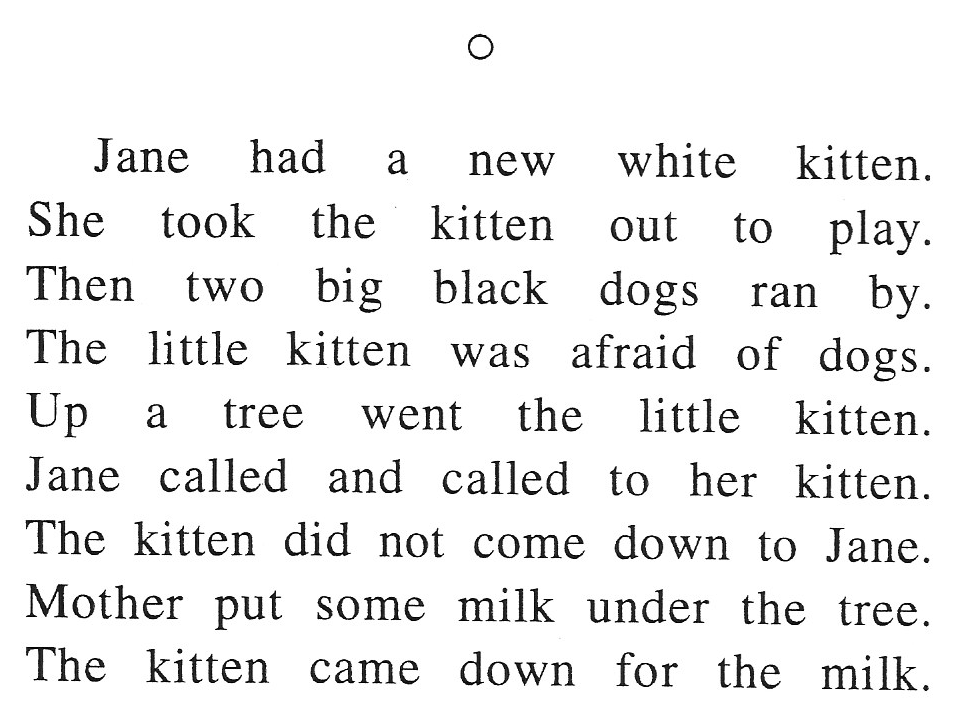 Jane had a new white kitten.
She took the kitten out to play.
Then two big black dogs ran by.
The little kitten was afraid of dogs.
Up a tree went the little kitten.
Jane called and called to her kitten.
The kitten did not come down to Jane.
Mother put some milk under the tree.
The kitten came down for the milk.